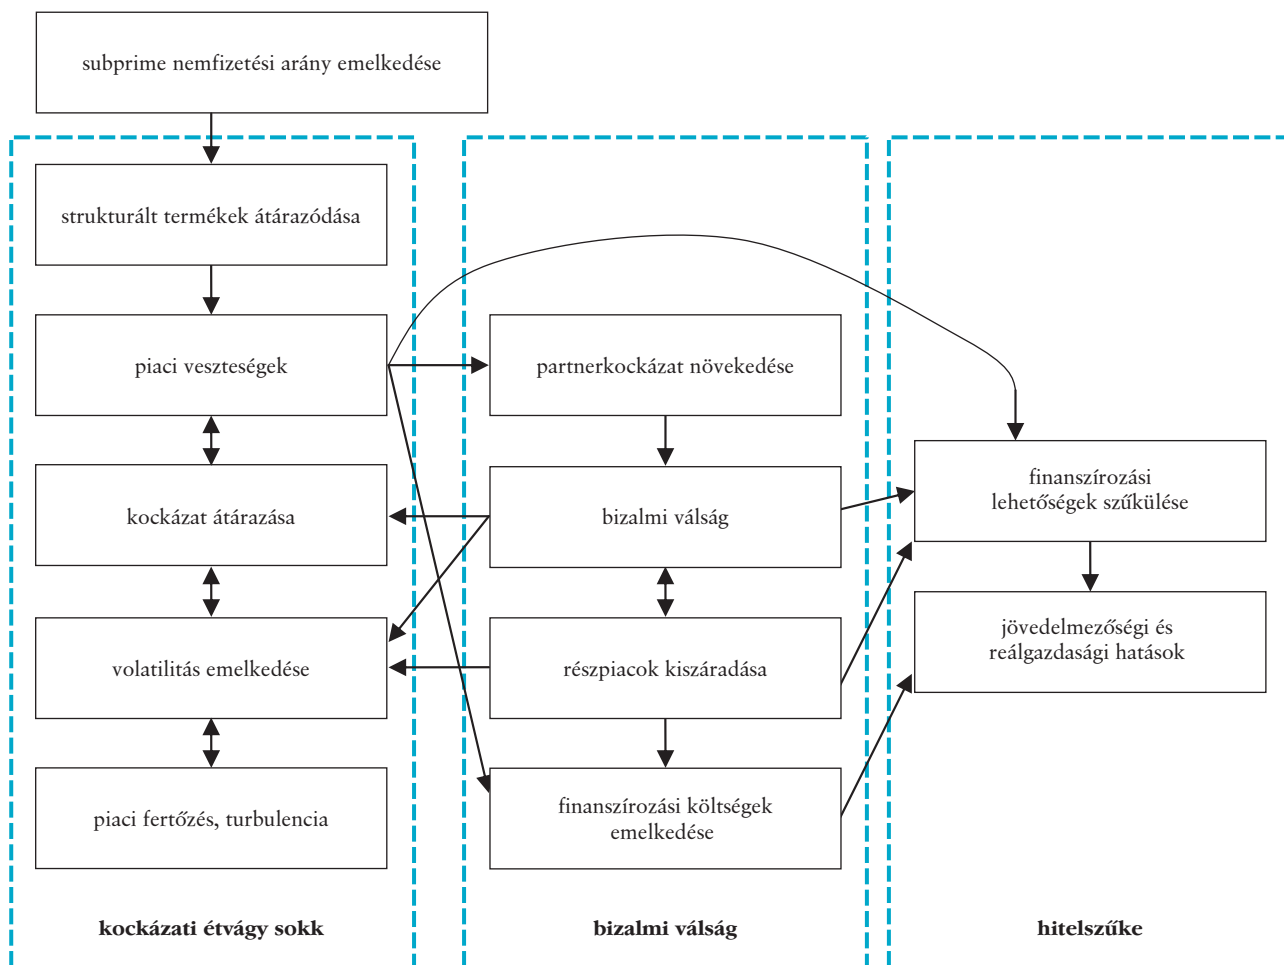 subprime nemfizetési arány emelkedése
strukturált termékek átárazódása
piaci veszteségek
kockázat átárazása
volatilitás emelkedése
piaci fertőzés, turbulencia
kockázati étvágy sokk
partnerkockázat növekedése
bizalmi válság
részpiacok kiszáradása
finanszírozási költségek
emelkedése
bizalmi válság
finanszírozási
lehetőségek szűkülése
jövedelmezőségi és
reálgazdasági hatások
hitelszűke